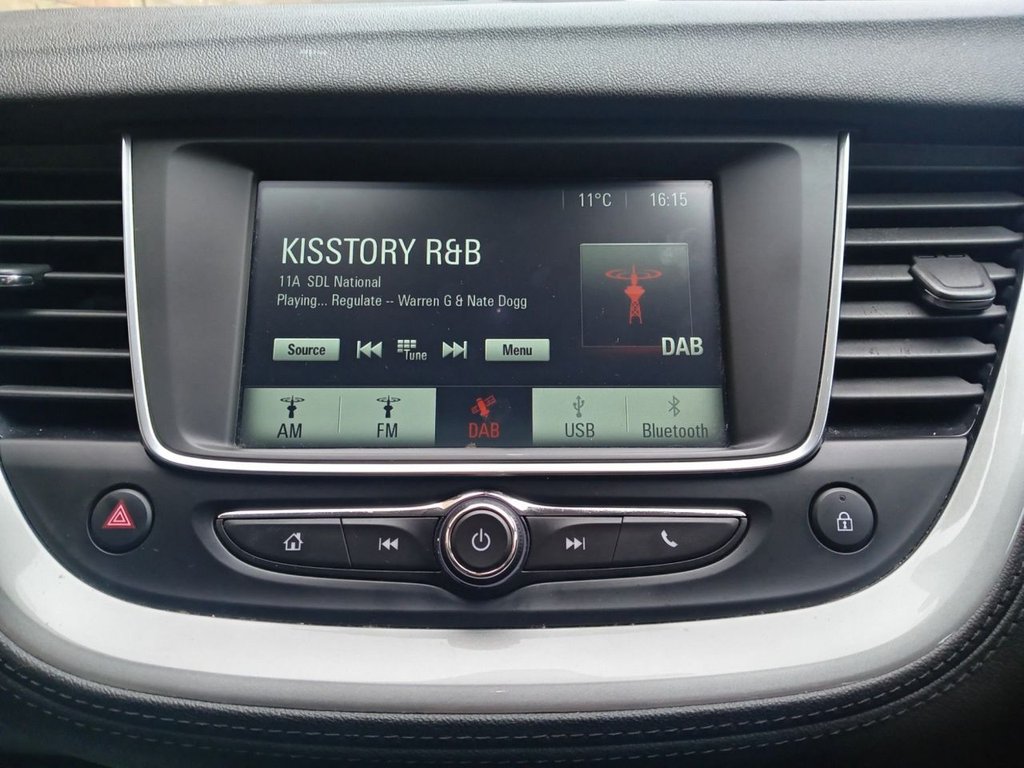 11°C 16:15
KISSTORY R&B
11A SDL National
Playing... Regulate -- Warren G & Nate Dogg
Source Tune Menu
DAB
AM FM DAB USB Bluetooth